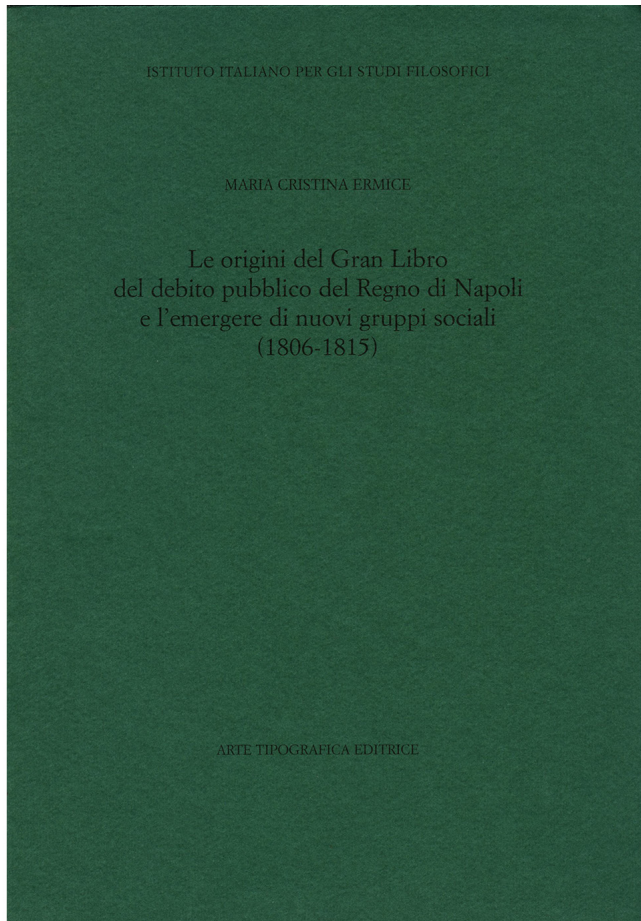 ISTITUTO ITALIANO PER GLI STUDI FILOSOFICI
MARIA CRISTINA ERMICE
Le origini del Gran Libro
del debito pubblico del Regno di Napoli
e l'emergere di nuovi gruppi sociali
(1806-1815)
ARTE TIPOGRAFICA EDITRICE